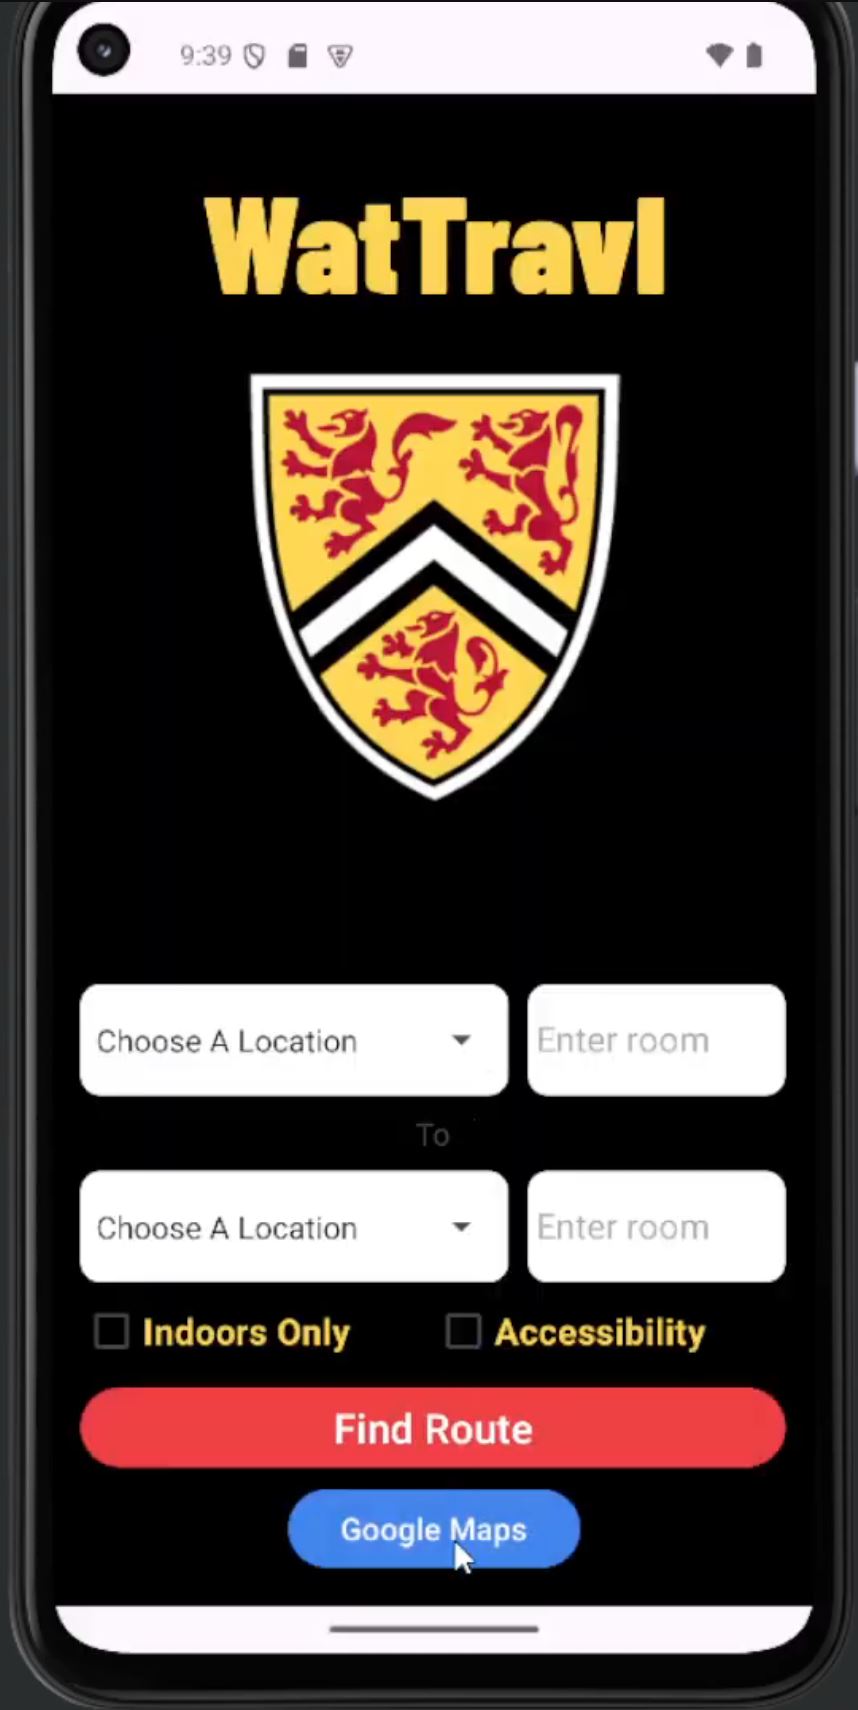 9:39
WatTravl
Choose A Location Enter room
To
Choose A Location Enter room
Indoors Only Accessibility
Find Route
Google Maps